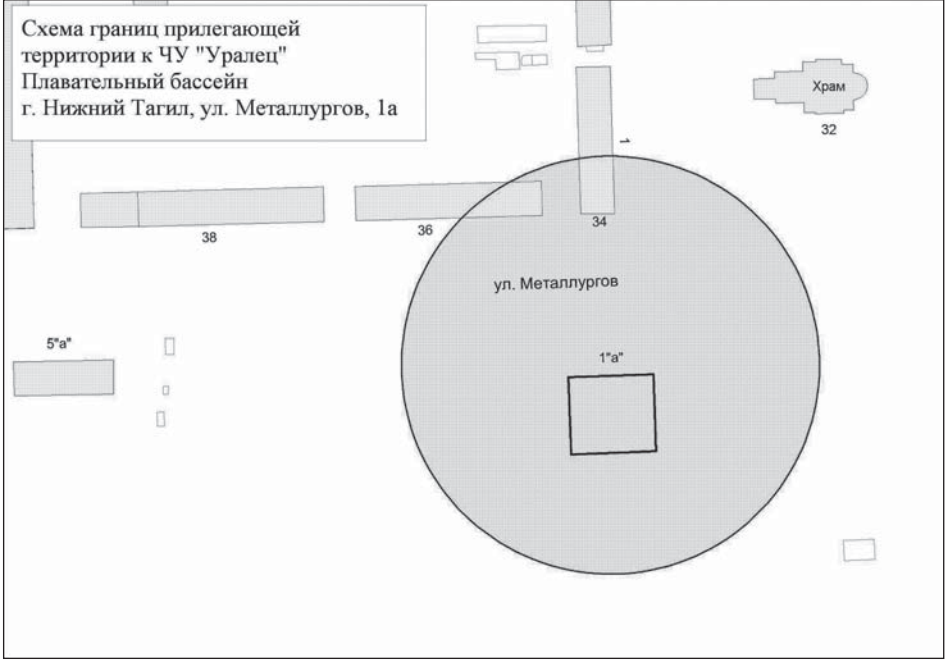 Схема границ прилегающей
территории к ЧУ "Уралец"
Плавательный бассейн
г. Нижний Тагил, ул. Металлургов, 1а
Храм
32
1
34
36
38
ул. Металлургов
5"а"
1"а"